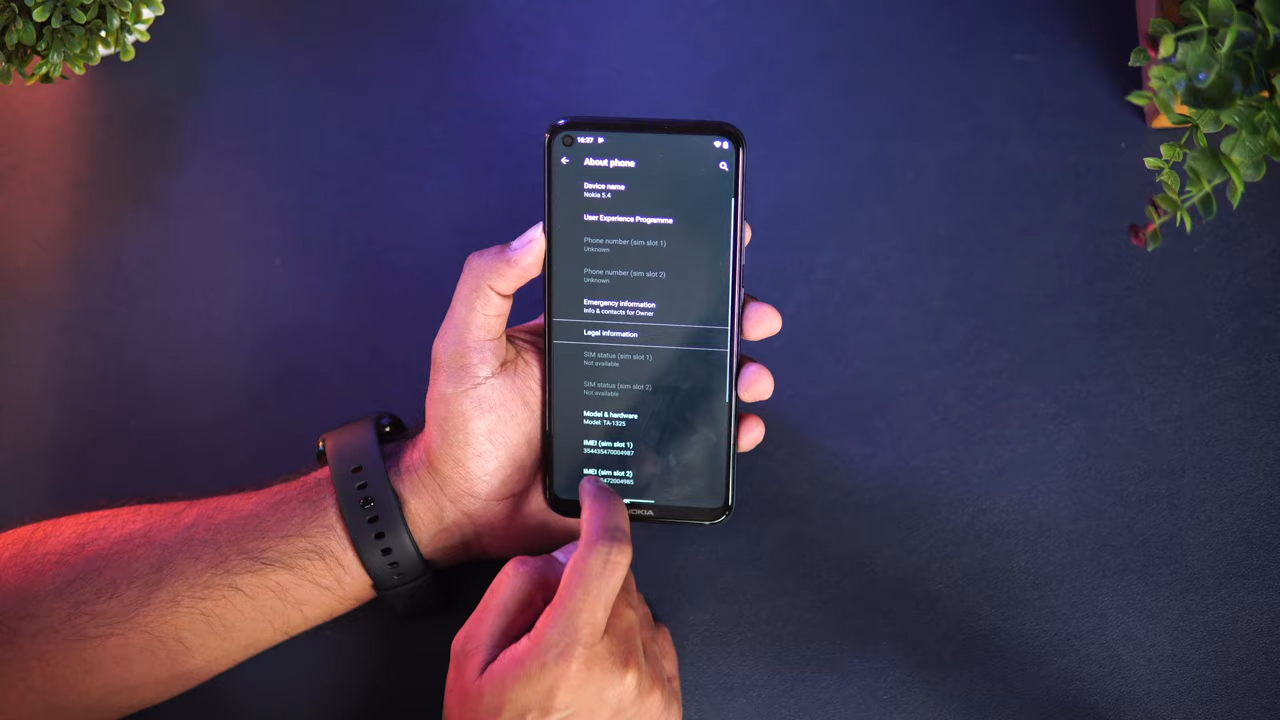 16:37
About phone
Device name
Nokia 5.4
User Experience Programme
Phone number (sim slot 1)
Unknown
Phone number (sim slot 2)
Unknown
Emergency information
Info & contacts for Owner
Legal information
SIM status (sim slot 1)
Not available
SIM status (sim slot 2)
Not available
Model & hardware
Model: TA-1325
IMEI (sim slot 1)
354435470004987
IMEI (sim slot 2)
NOKIA